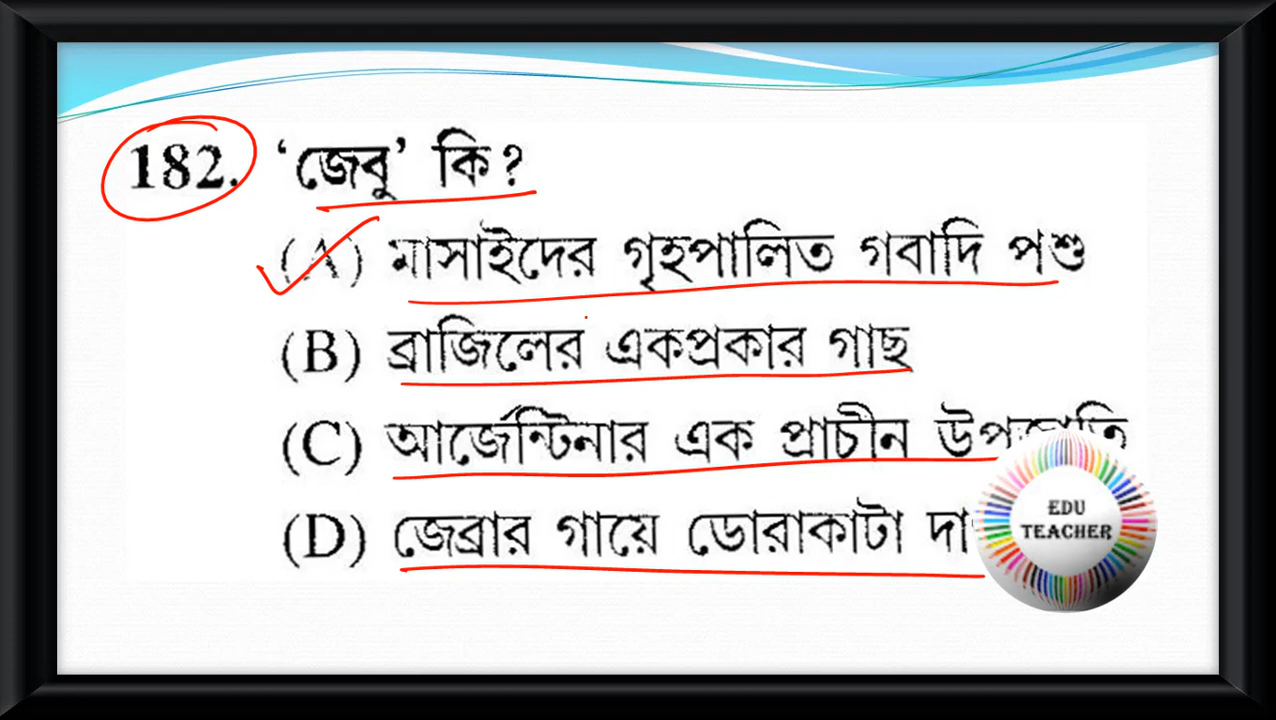 182. 'জেবু' কি?
(A) মাসাইদের গৃহপালিত গবাদি পশু
(B) ব্রাজিলের একপ্রকার গাছ
(C) আর্জেন্টিনার এক প্রাচীন
(D) জেব্রার গায়ে ডোরাকাটা
EDU
TEACHER